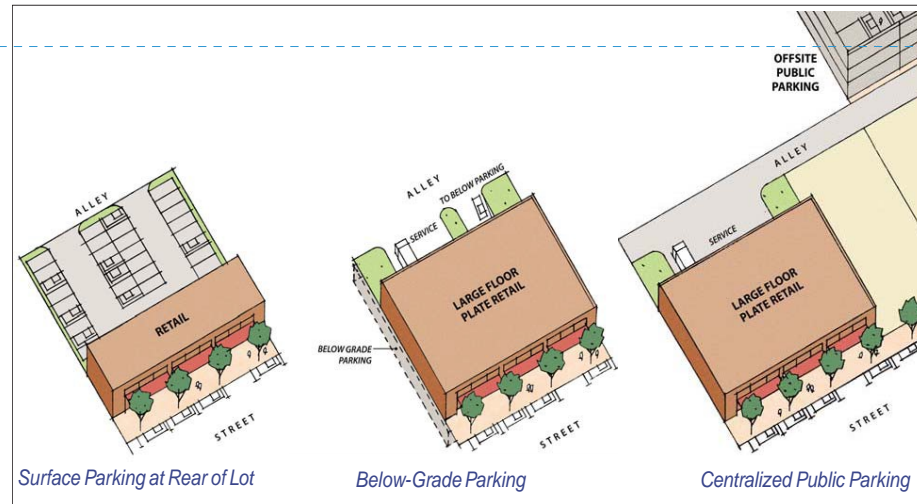 OFFSITE
PUBLIC
PARKING
ALLEY
RETAIL
STREET
Surface Parking at Rear of Lot
ALLEY
TO BELOW PARKING
SERVICE
LARGE FLOOR
PLATE RETAIL
BELOW GRADE
PARKING
STREET
Below-Grade Parking
ALLEY
SERVICE
LARGE FLOOR
PLATE RETAIL
STREET
Centralized Public Parking